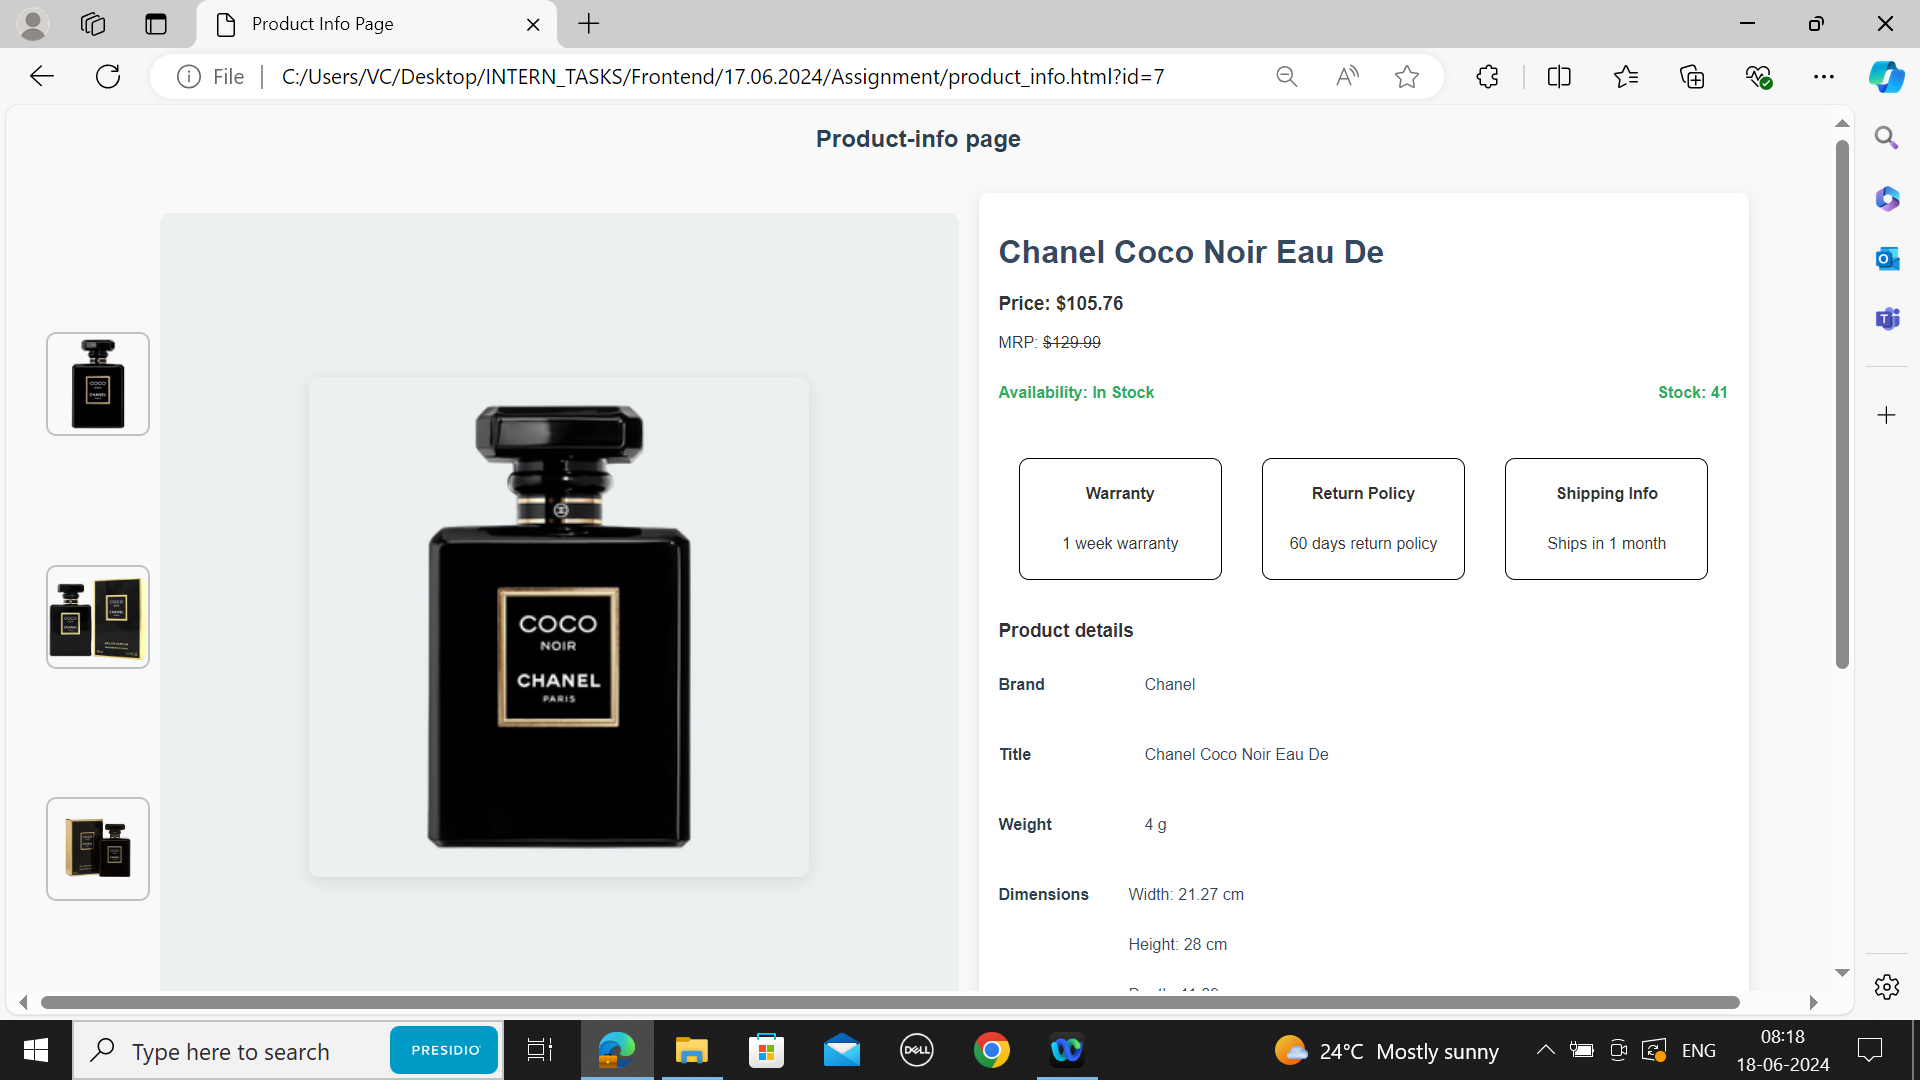 Product Info Page
File
C:/Users/VC/Desktop/INTERN_TASKS/Frontend/17.06.2024/Assignment/product_info.html?id=7
Product-info page
COCO
NOIR
CHANEL
PARIS
Chanel Coco Noir Eau De
Price: $105.76
MRP: $129.99
Availability: In Stock Stock: 41
Warranty
1 week warranty
Return Policy
60 days return policy
Shipping Info
Ships in 1 month
Product details
Brand Chanel
Title Chanel Coco Noir Eau De
Weight 4 g
Dimensions Width: 21.27 cm
Height: 28 cm
Type here to search
PRESIDIO
DELL
24°C Mostly sunny
ENG
08:18
18-06-2024